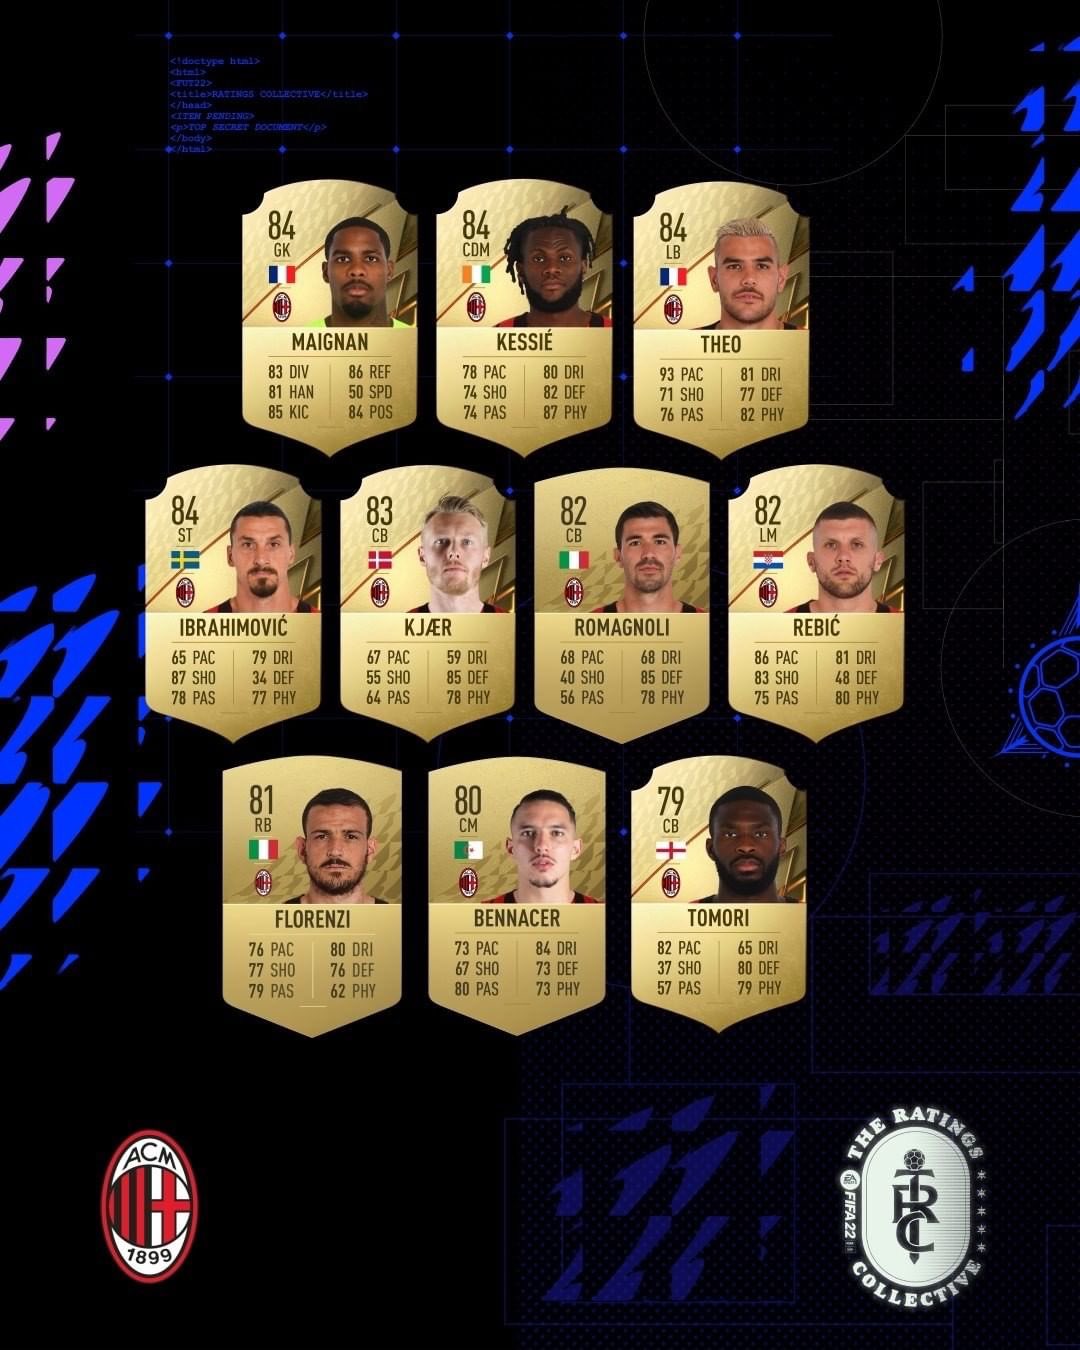 <!doctype html>
<html>
<FUT22>
<title>RATINGS COLLECTIVE</title>
</head>
<ITEM PENDING>
<p>TOP SECRET DOCUMENT</p>
</body>
</html>
84
GK
MAIGNAN
83 DIV 86 REF
81 HAN 50 SPD
85 KIC 84 POS
84
CDM
KESSIÉ
78 PAC 80 DRI
74 SHO 82 DEF
74 PAS 87 PHY
84
LB
THEO
93 PAC 81 DRI
71 SHO 77 DEF
76 PAS 82 PHY
84
ST
IBRAHIMOVIĆ
65 PAC 79 DRI
87 SHO 34 DEF
78 PAS 77 PHY
83
CB
KJÆR
67 PAC 59 DRI
55 SHO 85 DEF
64 PAS 78 PHY
82
CB
ROMAGNOLI
68 PAC 68 DRI
40 SHO 85 DEF
56 PAS 78 PHY
82
LM
REBIĆ
86 PAC 81 DRI
83 SHO 48 DEF
75 PAS 80 PHY
81
RB
FLORENZI
76 PAC 80 DRI
77 SHO 76 DEF
79 PAS 62 PHY
80
CM
BENNACER
73 PAC 84 DRI
67 SHO 73 DEF
80 PAS 73 PHY
79
CB
TOMORI
82 PAC 65 DRI
37 SHO 80 DEF
57 PAS 79 PHY
ACM
1899
THE RATINGS
TRC
EA SPORTS
FIFA 22
COLLECTIVE